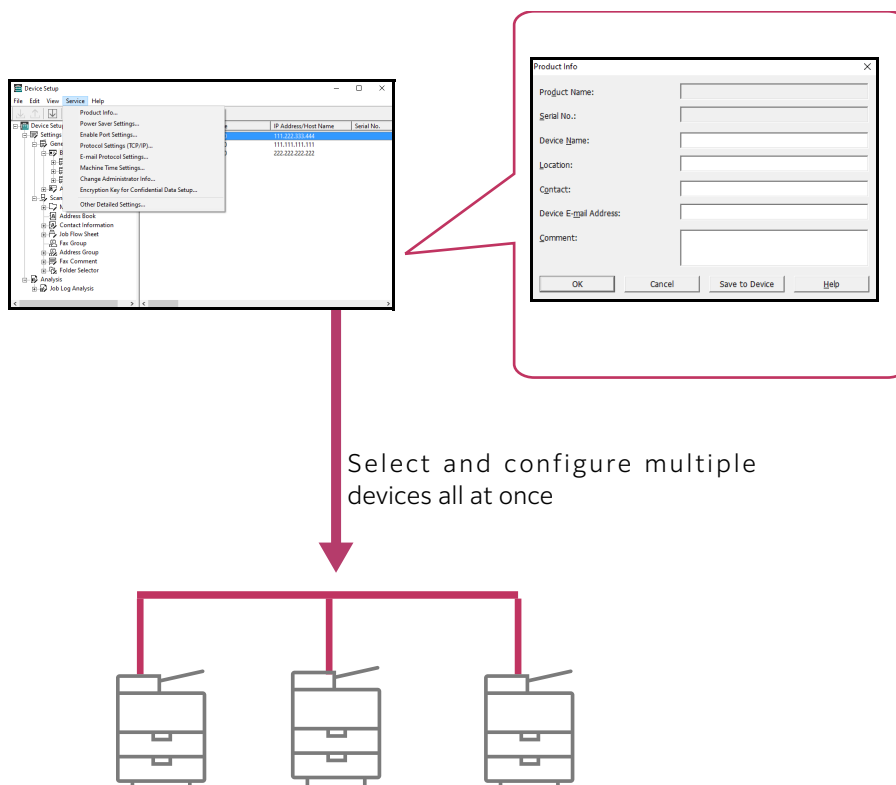 Device Setup
File Edit View Service Help
Product Info...
Power Saver Settings...
Enable Port Settings...
Protocol Settings (TCP/IP)...
E-mail Protocol Settings...
Machine Time Settings...
Change Administrator Info...
Encryption Key for Confidential Data Setup...
Other Detailed Settings...
IP Address/Host Name Serial No.
111.222.333.444
111.111.111.111
222.222.222.222
Device Setup
Settings
Scan
Address Book
Contact Information
Job Flow Sheet
Fax Group
Address Group
Fax Comment
Folder Selector
Analysis
Job Log Analysis
Product Info
Product Name:
Serial No.:
Device Name:
Location:
Contact:
Device E-mail Address:
Comment:
OK Cancel Save to Device Help
Select and configure multiple
devices all at once